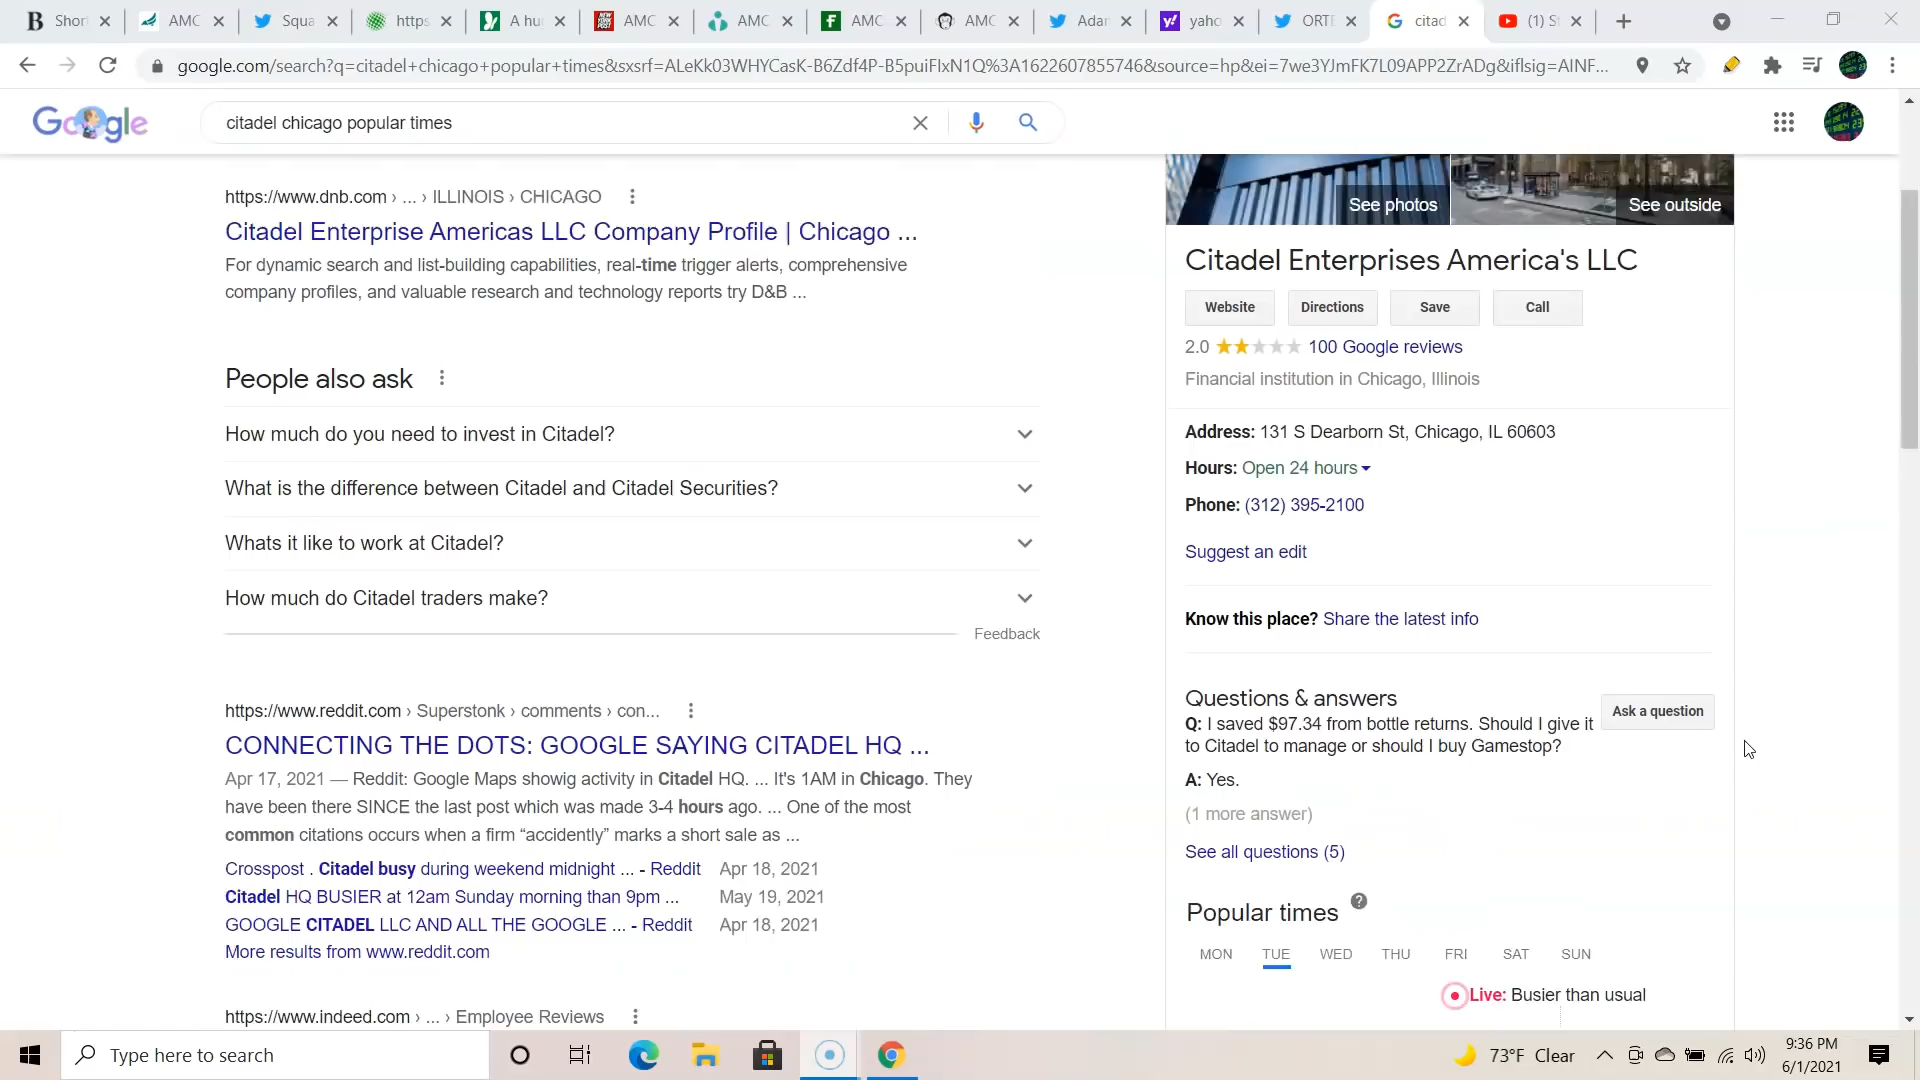 B Shor
AMC
Squa
https
A hu
AMC
AMC
AMC
AMC
Adar
yaho
ORTE
citad
(1) St
google.com/search?q=citadel+chicago+popular+times&sxsrf=ALeKk03WHYCasK-B6Zdf4P-B5puiFIxN1Q%3A1622607855746&source=hp&ei=7we3YJmFK7L09APP2ZrADg&iflsig=AINF...
Google
citadel chicago popular times
https://www.dnb.com › ... › ILLINOIS › CHICAGO
Citadel Enterprise Americas LLC Company Profile | Chicago ...
For dynamic search and list-building capabilities, real-time trigger alerts, comprehensive
company profiles, and valuable research and technology reports try D&B ...
People also ask
How much do you need to invest in Citadel?
What is the difference between Citadel and Citadel Securities?
Whats it like to work at Citadel?
How much do Citadel traders make?
Feedback
https://www.reddit.com › Superstonk › comments › con...
CONNECTING THE DOTS: GOOGLE SAYING CITADEL HQ ...
Apr 17, 2021 — Reddit: Google Maps showig activity in Citadel HQ. ... It's 1AM in Chicago. They
have been there SINCE the last post which was made 3-4 hours ago. ... One of the most
common citations occurs when a firm “accidently” marks a short sale as ...
Crosspost . Citadel busy during weekend midnight ... - Reddit Apr 18, 2021
Citadel HQ BUSIER at 12am Sunday morning than 9pm ... May 19, 2021
GOOGLE CITADEL LLC AND ALL THE GOOGLE ... - Reddit Apr 18, 2021
More results from www.reddit.com
https://www.indeed.com › ... › Employee Reviews
See photos
See outside
Citadel Enterprises America's LLC
Website Directions Save Call
2.0 100 Google reviews
Financial institution in Chicago, Illinois
Address: 131 S Dearborn St, Chicago, IL 60603
Hours: Open 24 hours
Phone: (312) 395-2100
Suggest an edit
Know this place? Share the latest info
Questions & answers
Ask a question
Q: I saved $97.34 from bottle returns. Should I give it
to Citadel to manage or should I buy Gamestop?
A: Yes.
(1 more answer)
See all questions (5)
Popular times
MON TUE WED THU FRI SAT SUN
Live: Busier than usual
Type here to search
73°F Clear
9:36 PM
6/1/2021